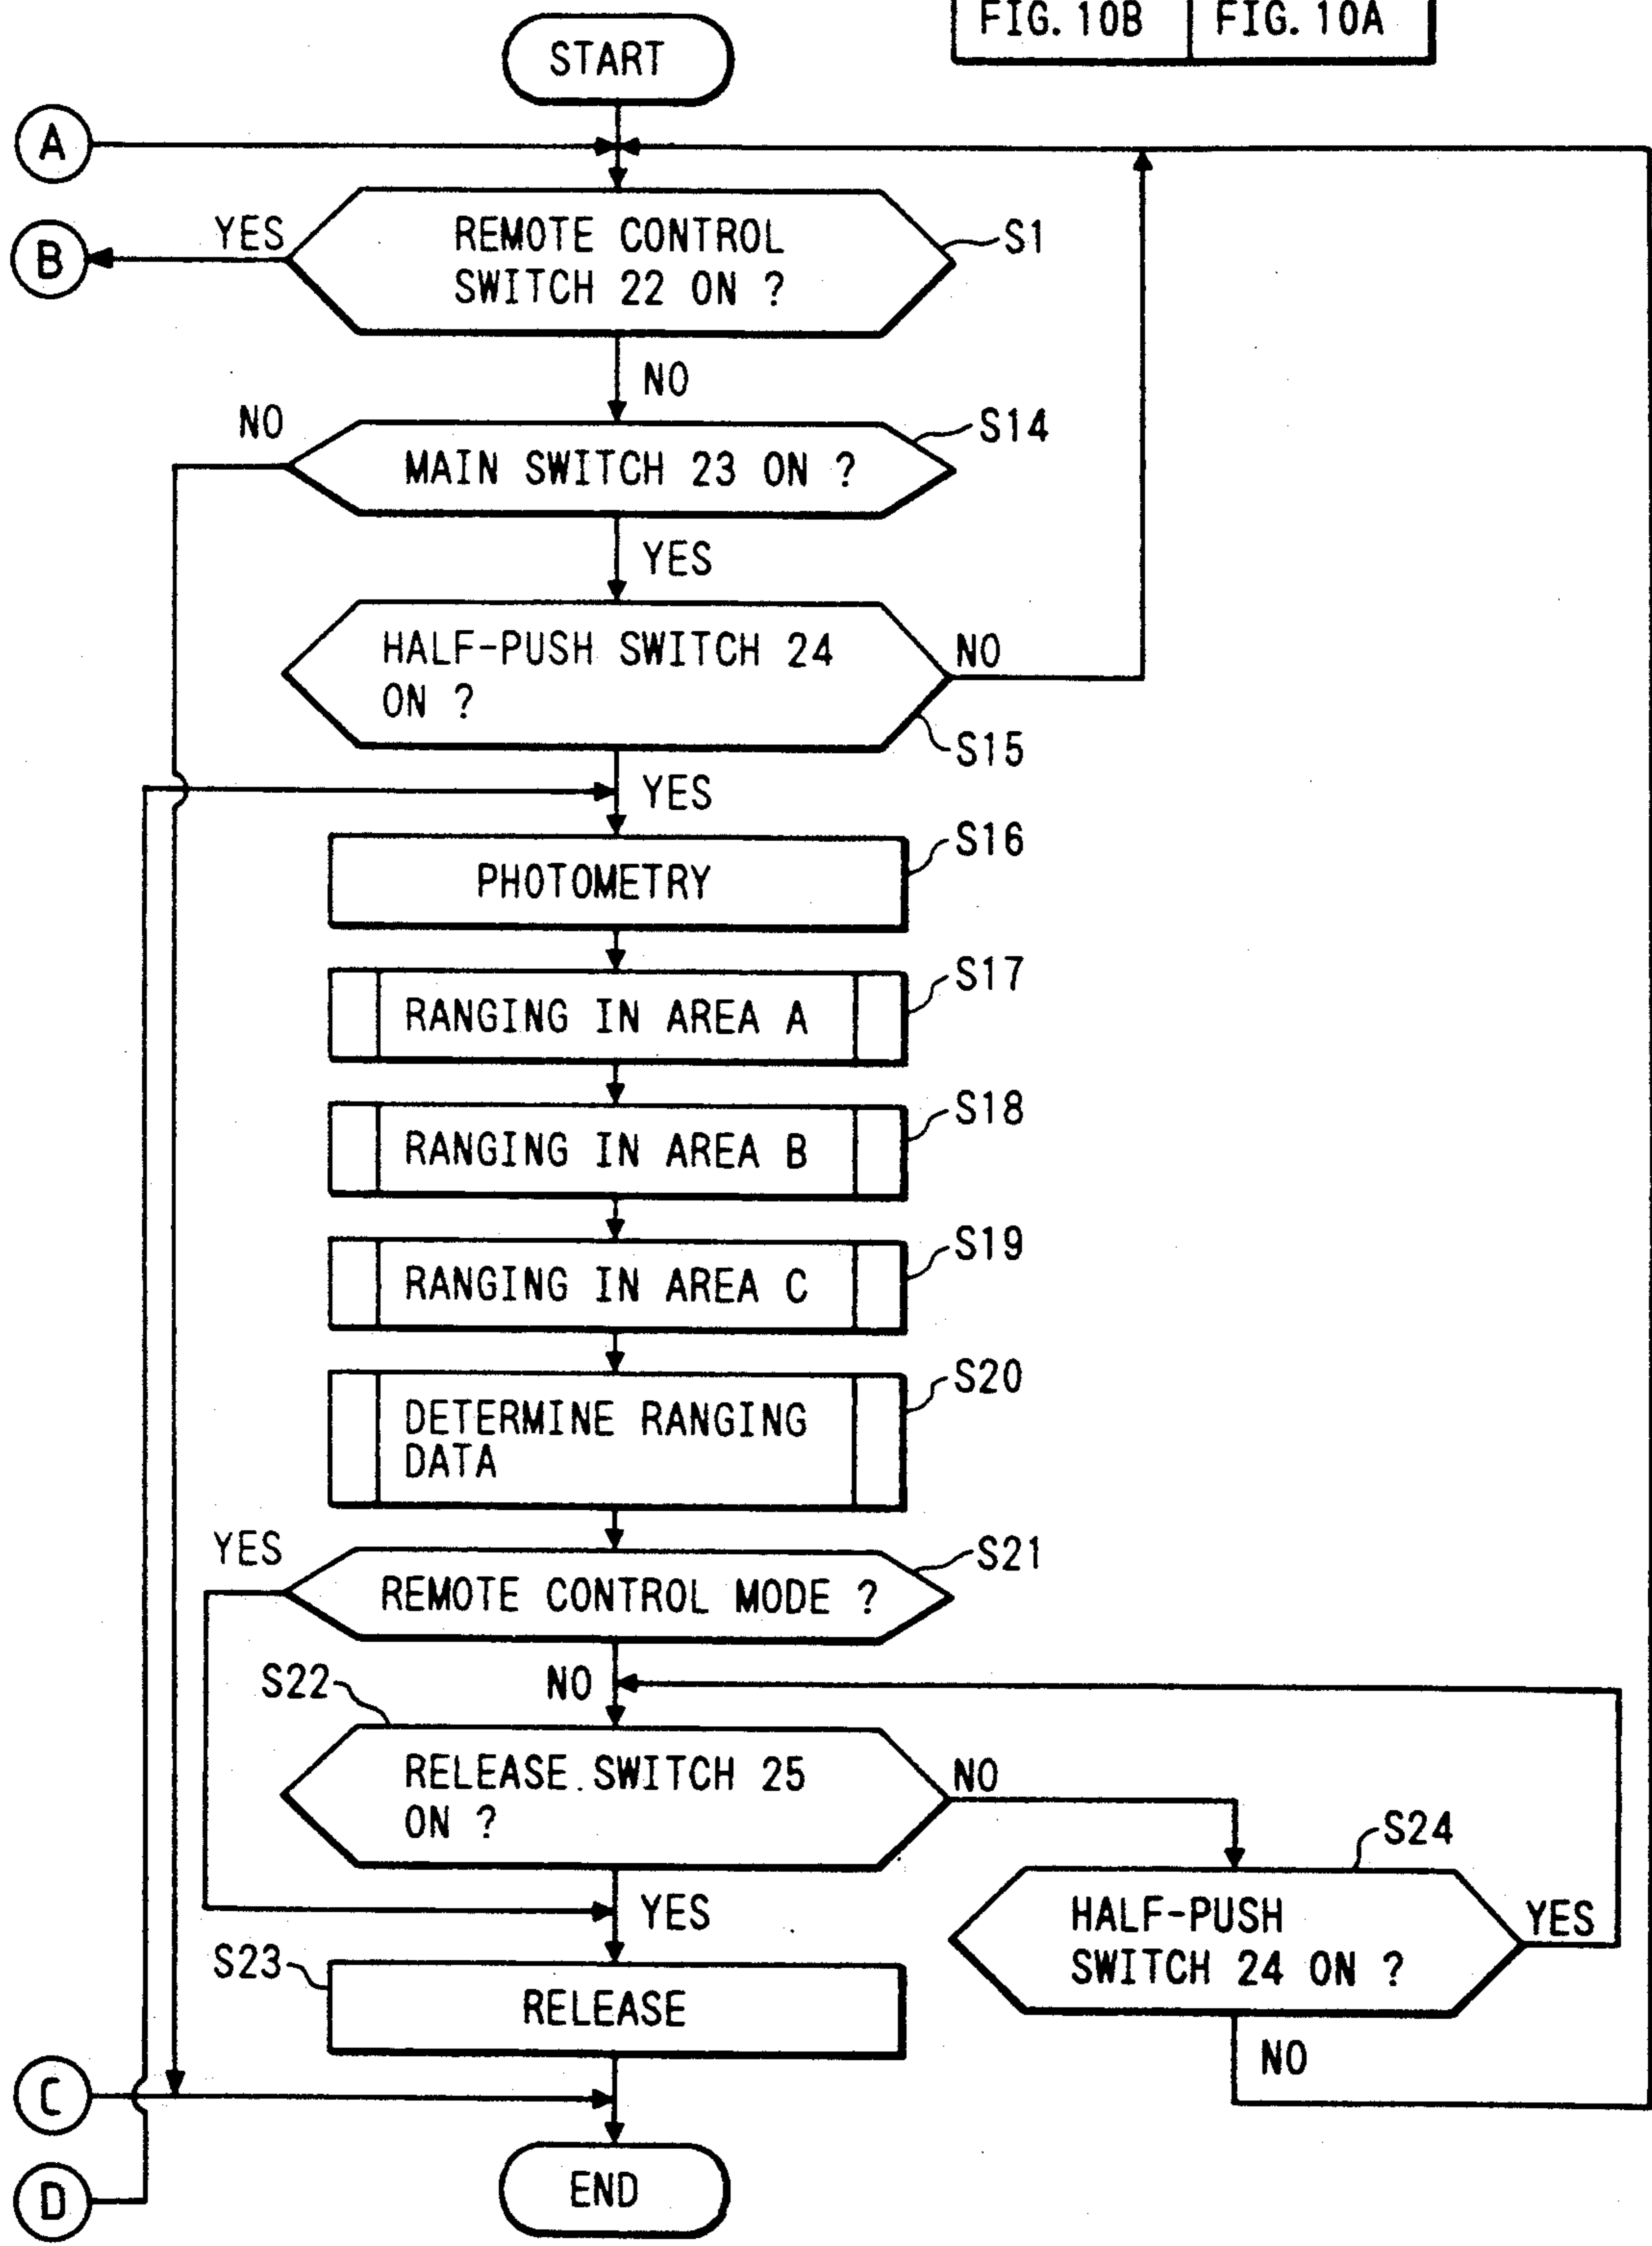 FIG. 10B FIG. 10A
START
A
B
YES
REMOTE CONTROL
SWITCH 22 ON ?
S1
NO
NO
S14
MAIN SWITCH 23 ON ?
YES
HALF-PUSH SWITCH 24
ON ?
NO
S15
YES
S16
PHOTOMETRY
S17
RANGING IN AREA A
S18
RANGING IN AREA B
S19
RANGING IN AREA C
S20
DETERMINE RANGING
DATA
YES
S21
REMOTE CONTROL MODE ?
S22
NO
RELEASE SWITCH 25
ON ?
NO
S24
YES
HALF-PUSH
SWITCH 24 ON ?
YES
S23
RELEASE
NO
C
END
D